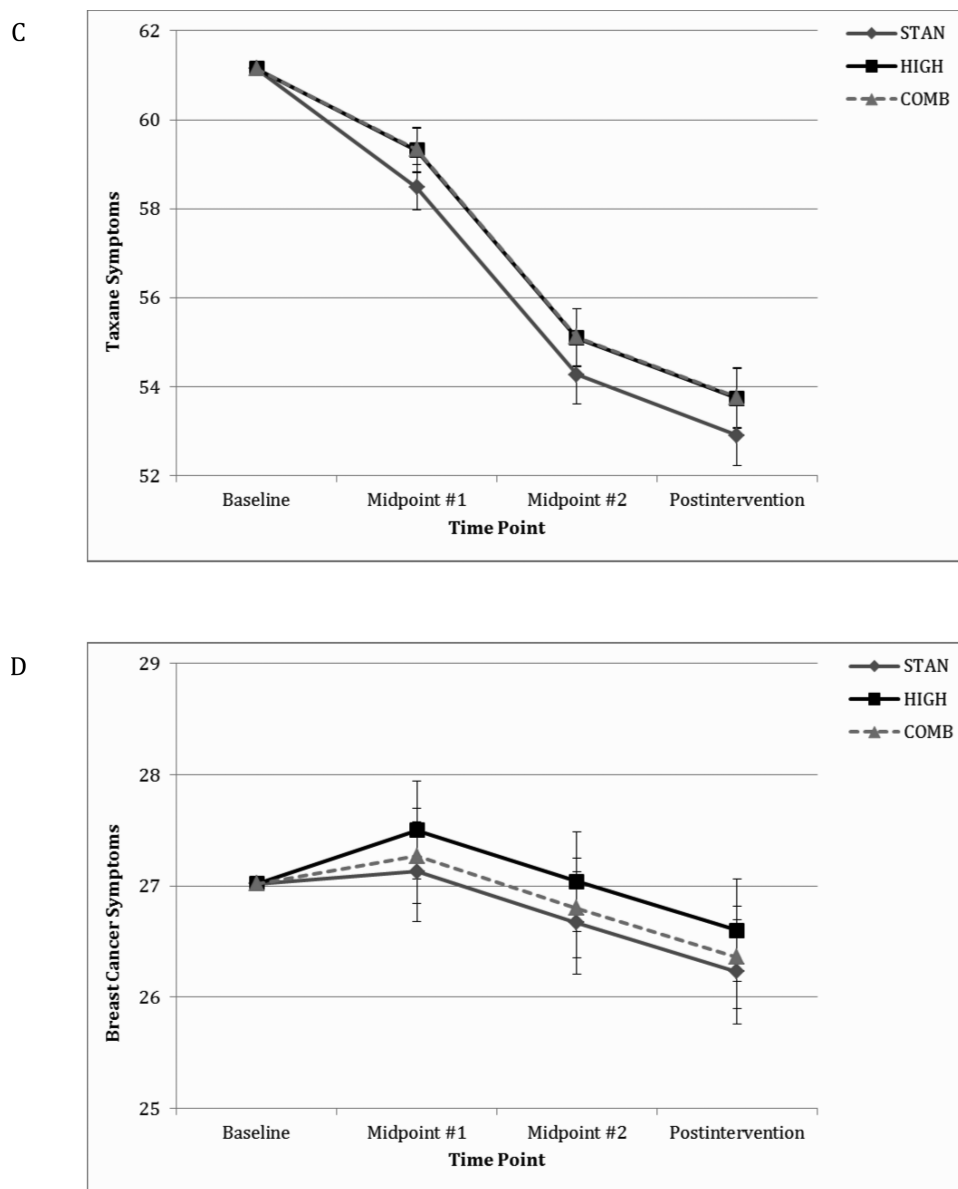 C
62
60
58
56
54
52
Taxane Symptoms
Baseline Midpoint #1 Midpoint #2 Postintervention
Time Point
STAN
HIGH
COMB
D
29
28
27
26
25
Breast Cancer Symptoms
Baseline Midpoint #1 Midpoint #2 Postintervention
Time Point
STAN
HIGH
COMB